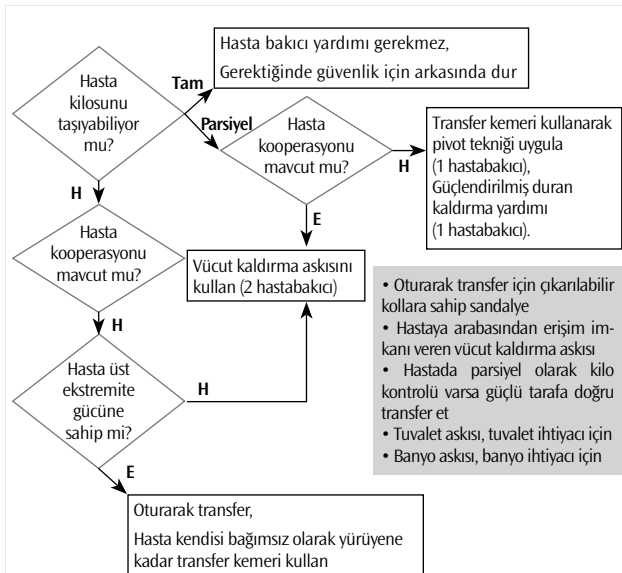 Hasta
kilosunu
taşıyabiliyor
mu?
Tam
Hasta bakıcı yardımı gerekmez,
Gerektiğinde güvenlik için arkasında dur
Parsiyel
Hasta
kooperasyonu
mavcut mu?
H
Transfer kemeri kullanarak
pivot tekniği uygula
(1 hastabakıcı),
Güçlendirilmiş duran
kaldırma yardımı
(1 hastabakıcı).
E
H
Hasta
kooperasyonu
mavcut mu?
Vücut kaldırma askısını
kullan (2 hastabakıcı)
H
Hasta üst
ekstremite
gücüne
sahip mi?
H
E
Oturarak transfer,
Hasta kendisi bağımsız olarak yürüyene
kadar transfer kemeri kullan
• Oturarak transfer için çıkarılabilir
kollara sahip sandalye
• Hastaya arabasından erişim im-
kanı veren vücut kaldırma askısı
• Hastada parsiyel olarak kilo
kontrolü varsa güçlü tarafa doğru
transfer et
• Tuvalet askısı, tuvalet ihtiyacı için
• Banyo askısı, banyo ihtiyacı için